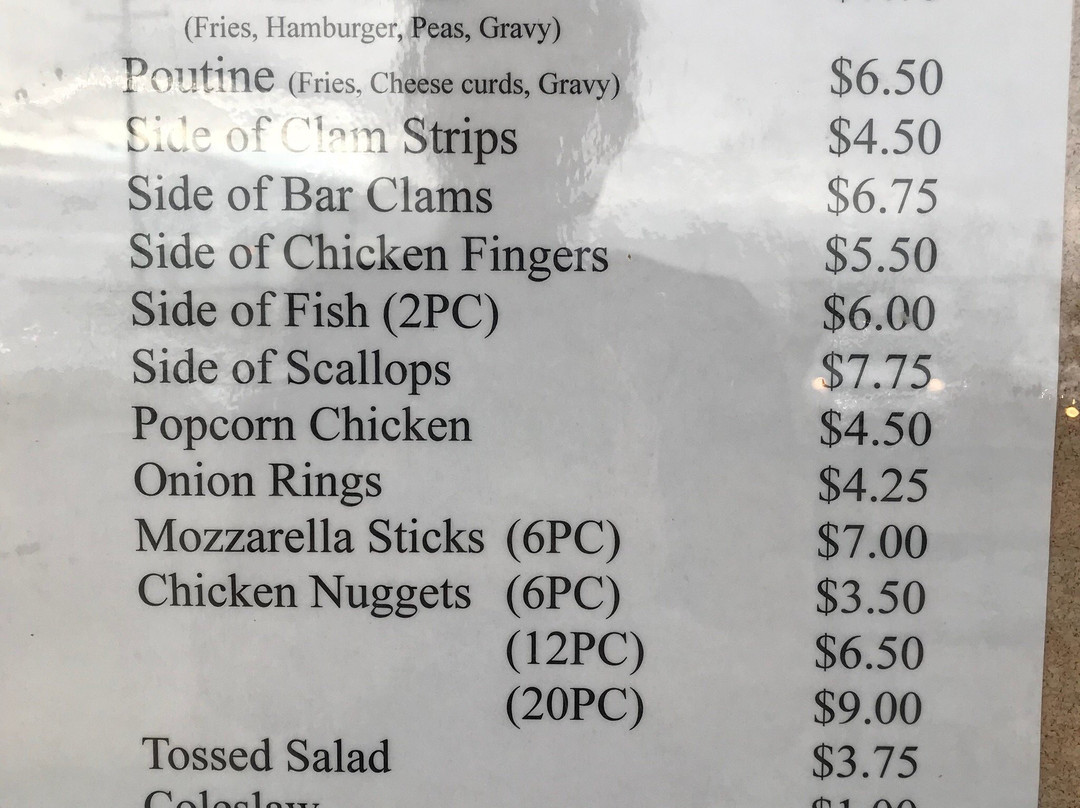 (Fries, Hamburger, Peas, Gravy)
Poutine (Fries, Cheese curds, Gravy) $6.50
Side of Clam Strips $4.50
Side of Bar Clams $6.75
Side of Chicken Fingers $5.50
Side of Fish (2PC) $6.00
Side of Scallops $7.75
Popcorn Chicken $4.50
Onion Rings $4.25
Mozzarella Sticks (6PC) $7.00
Chicken Nuggets (6PC) $3.50
(12PC) $6.50
(20PC) $9.00
Tossed Salad $3.75
Coleslaw $1.00